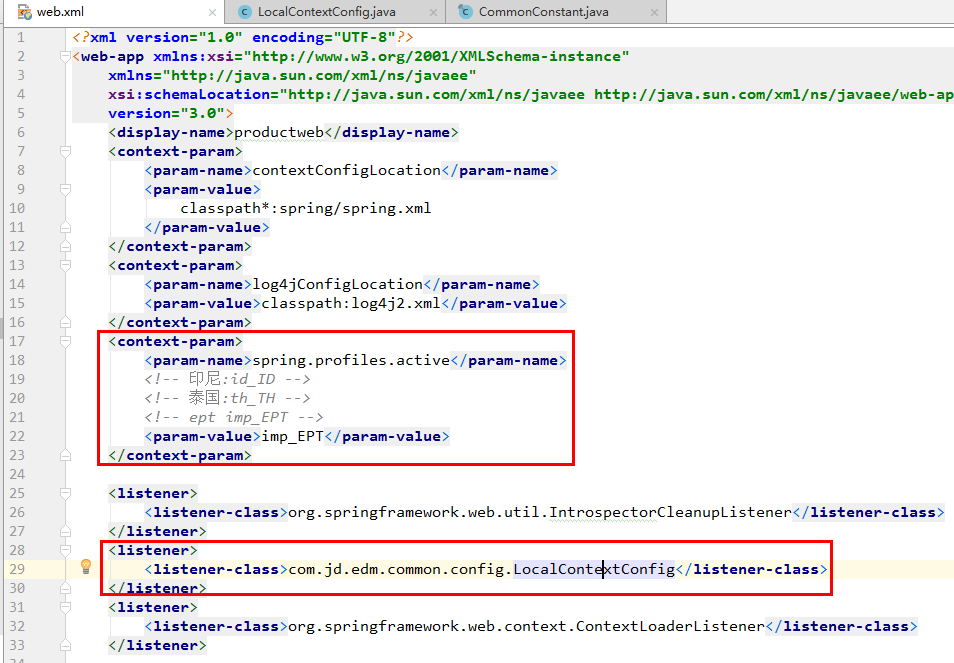 web.xml
LocalContextConfig.java
CommonConstant.java
1 <?xml version="1.0" encoding="UTF-8"?>
2 <web-app xmlns:xsi="http://www.w3.org/2001/XMLSchema-instance"
3 xmlns="http://java.sun.com/xml/ns/javaee"
4 xsi:schemaLocation="http://java.sun.com/xml/ns/javaee http://java.sun.com/xml/ns/javaee/web-ap
5 version="3.0">
6 <display-name>productweb</display-name>
7 <context-param>
8 <param-name>contextConfigLocation</param-name>
9 <param-value>
10 classpath*:spring/spring.xml
11 </param-value>
12 </context-param>
13 <context-param>
14 <param-name>log4jConfigLocation</param-name>
15 <param-value>classpath:log4j2.xml</param-value>
16 </context-param>
17 <context-param>
18 <param-name>spring.profiles.active</param-name>
19 <!-- 印尼:id_ID -->
20 <!-- 泰国:th_TH -->
21 <!-- ept imp_EPT -->
22 <param-value>imp_EPT</param-value>
23 </context-param>
24
25 <listener>
26 <listener-class>org.springframework.web.util.IntrospectorCleanupListener</listener-class>
27 </listener>
28 <listener>
29 <listener-class>com.jd.edm.common.config.LocalContextConfig</listener-class>
30 </listener>
31 <listener>
32 <listener-class>org.springframework.web.context.ContextLoaderListener</listener-class>
33 </listener>